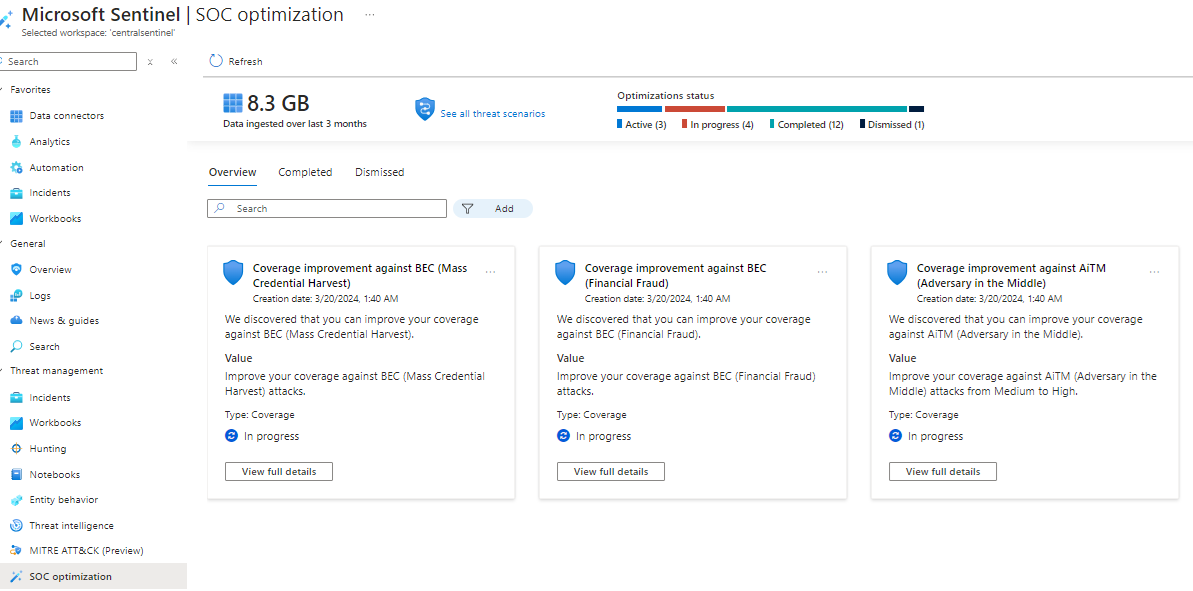 Microsoft Sentinel | SOC optimization ...
Selected workspace: 'centralsentinel'
Search
Favorites
Data connectors
Analytics
Automation
Incidents
Workbooks
General
Overview
Logs
News & guides
Search
Threat management
Incidents
Workbooks
Hunting
Notebooks
Entity behavior
Threat intelligence
MITRE ATT&CK (Preview)
SOC optimization
Refresh
8.3 GB
Data ingested over last 3 months
See all threat scenarios
Optimizations status
Active (3) In progress (4) Completed (12) Dismissed (1)
Overview Completed Dismissed
Search Add
Coverage improvement against BEC (Mass
Credential Harvest)
Creation date: 3/20/2024, 1:40 AM
We discovered that you can improve your coverage
against BEC (Mass Credential Harvest).
Value
Improve your coverage against BEC (Mass Credential
Harvest) attacks.
Type: Coverage
In progress
View full details
Coverage improvement against BEC
(Financial Fraud)
Creation date: 3/20/2024, 1:40 AM
We discovered that you can improve your coverage
against BEC (Financial Fraud).
Value
Improve your coverage against BEC (Financial Fraud)
attacks.
Type: Coverage
In progress
View full details
Coverage improvement against AiTM
(Adversary in the Middle)
Creation date: 3/20/2024, 1:40 AM
We discovered that you can improve your coverage
against AiTM (Adversary in the Middle).
Value
Improve your coverage against AiTM (Adversary in the
Middle) attacks from Medium to High.
Type: Coverage
In progress
View full details